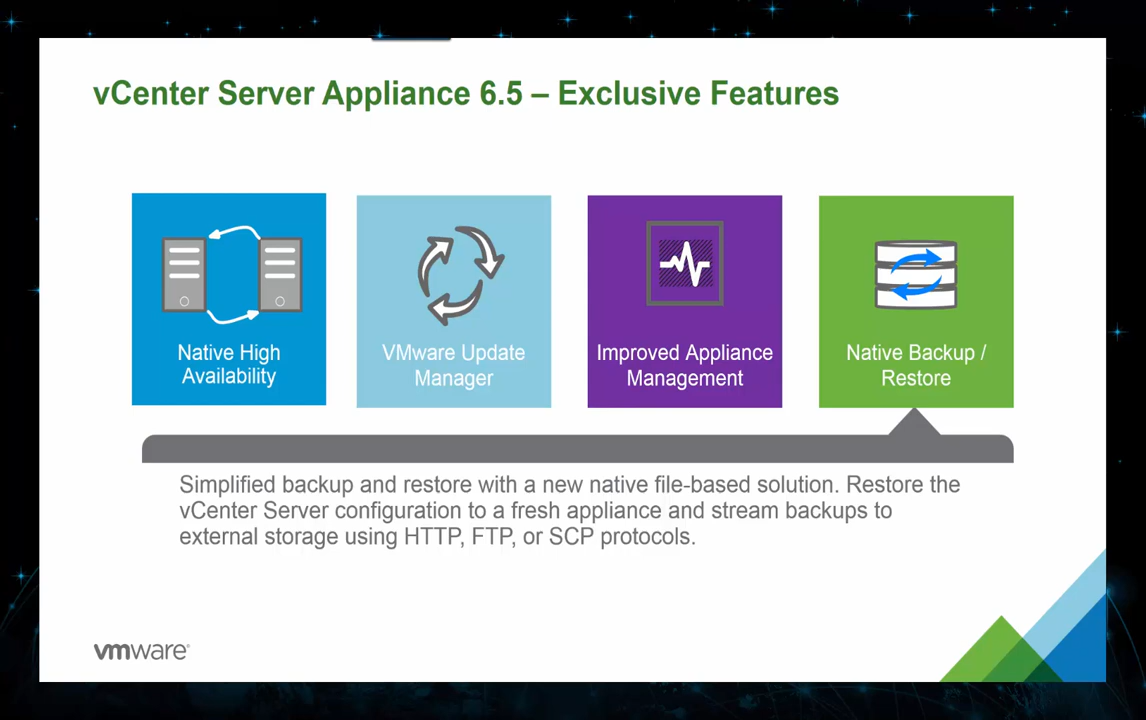 vCenter Server Appliance 6.5 – Exclusive Features
Native High
Availability
VMware Update
Manager
Improved Appliance
Management
Native Backup /
Restore
Simplified backup and restore with a new native file-based solution. Restore the
vCenter Server configuration to a fresh appliance and stream backups to
external storage using HTTP, FTP, or SCP protocols.
vmware®